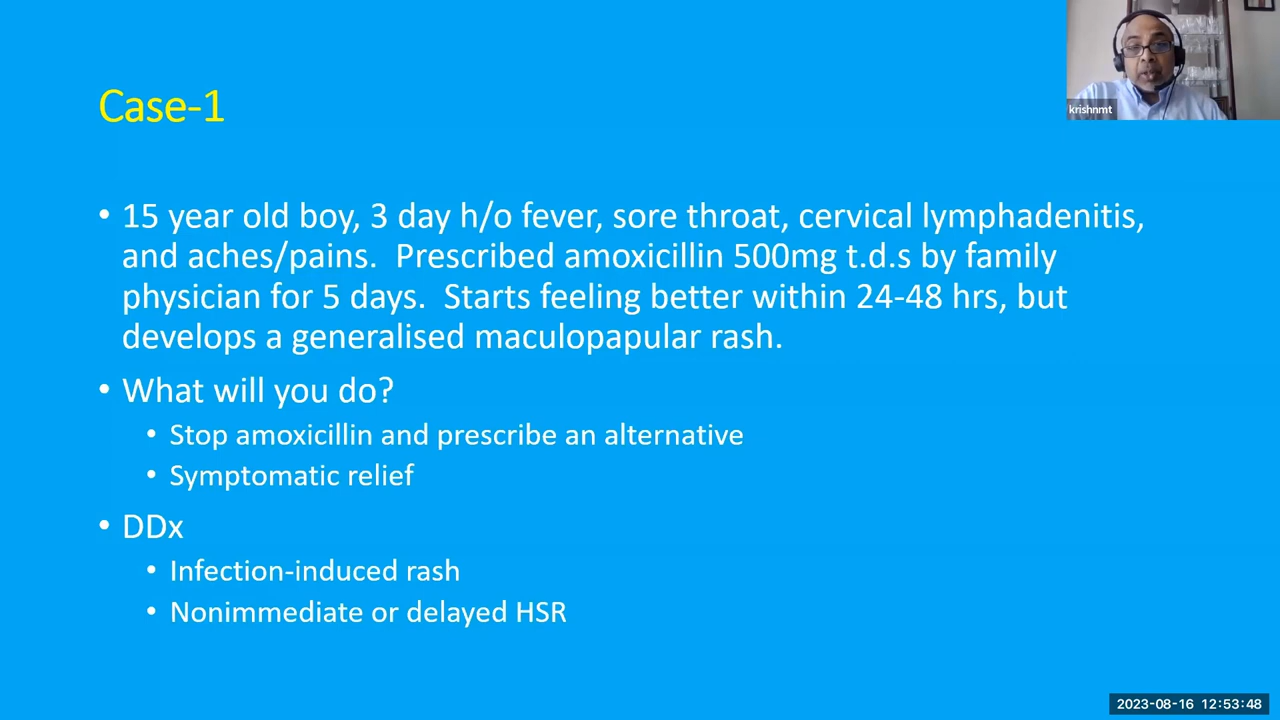 krishnmt
Case-1
• 15 year old boy, 3 day h/o fever, sore throat, cervical lymphadenitis,
and aches/pains.  Prescribed amoxicillin 500mg t.d.s by family
physician for 5 days.  Starts feeling better within 24-48 hrs, but
develops a generalised maculopapular rash.
• What will you do?
• Stop amoxicillin and prescribe an alternative
• Symptomatic relief
• DDx
• Infection-induced rash
• Nonimmediate or delayed HSR
2023-08-16 12:53:48